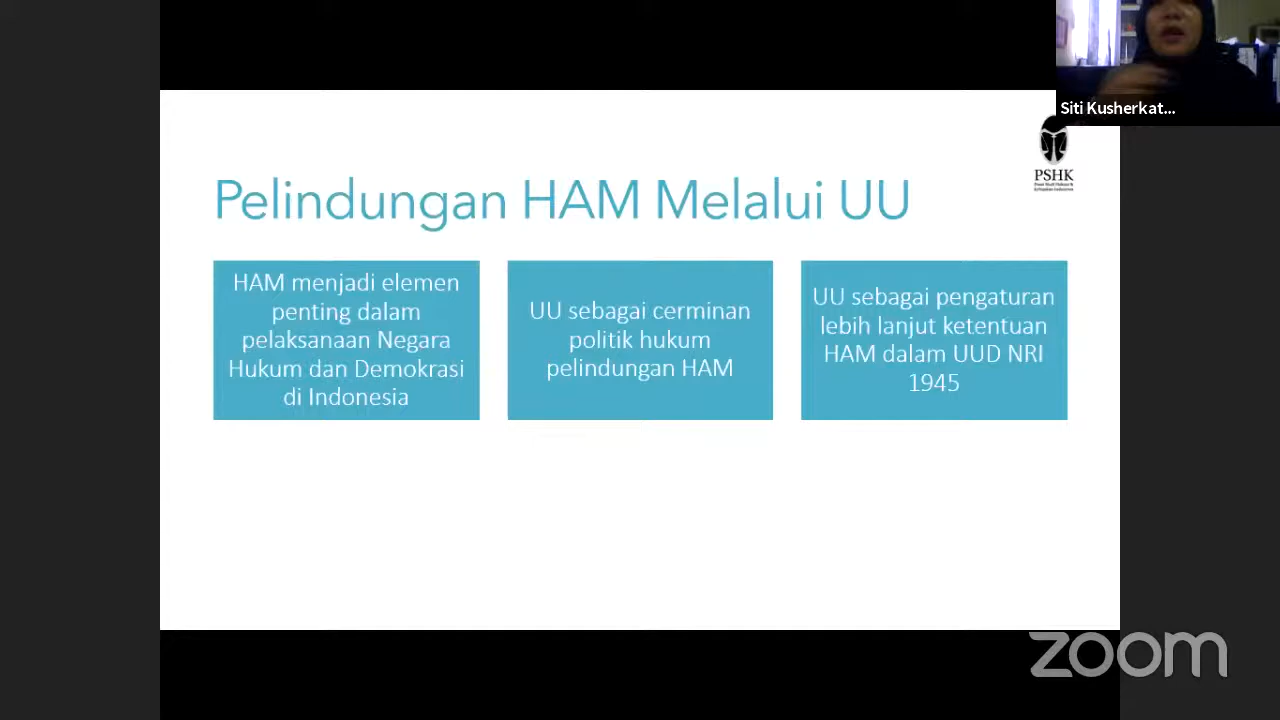 Siti Kusherkat...
PSHK
Pelindungan HAM Melalui UU
HAM menjadi elemen
penting dalam
pelaksanaan Negara
Hukum dan Demokrasi
di Indonesia
UU sebagai cerminan
politik hukum
pelindungan HAM
UU sebagai pengaturan
lebih lanjut ketentuan
HAM dalam UUD NRI
1945
zoom